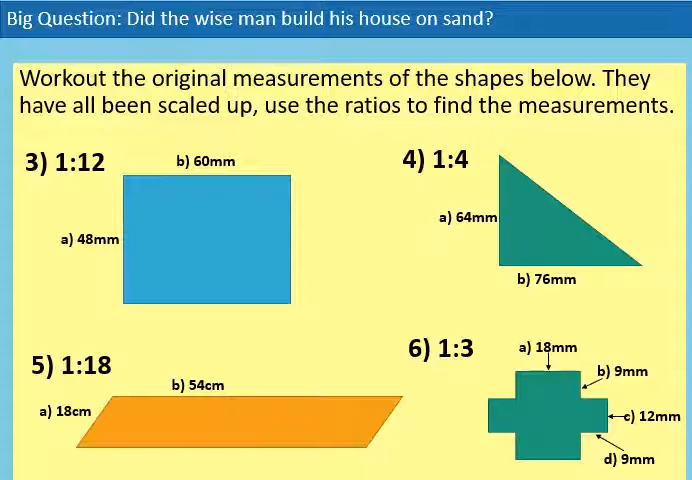 Big Question: Did the wise man build his house on sand?
Workout the original measurements of the shapes below. They
have all been scaled up, use the ratios to find the measurements.
3) 1:12
b) 60mm
a) 48mm
4) 1:4
a) 64mm
b) 76mm
5) 1:18
b) 54cm
a) 18cm
6) 1:3
a) 18mm
b) 9mm
c) 12mm
d) 9mm